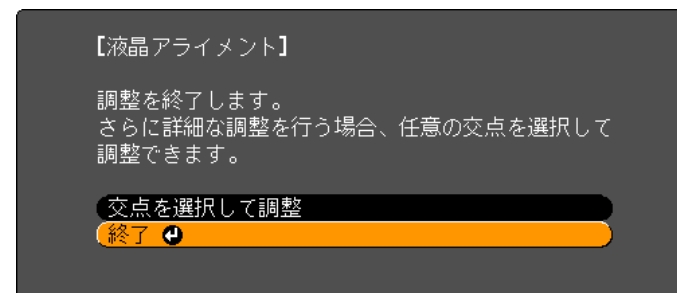 【液晶アライメント】
調整を終了します。
さらに詳細な調整を行う場合、任意の交点を選択して
調整できます。
交点を選択して調整
終了